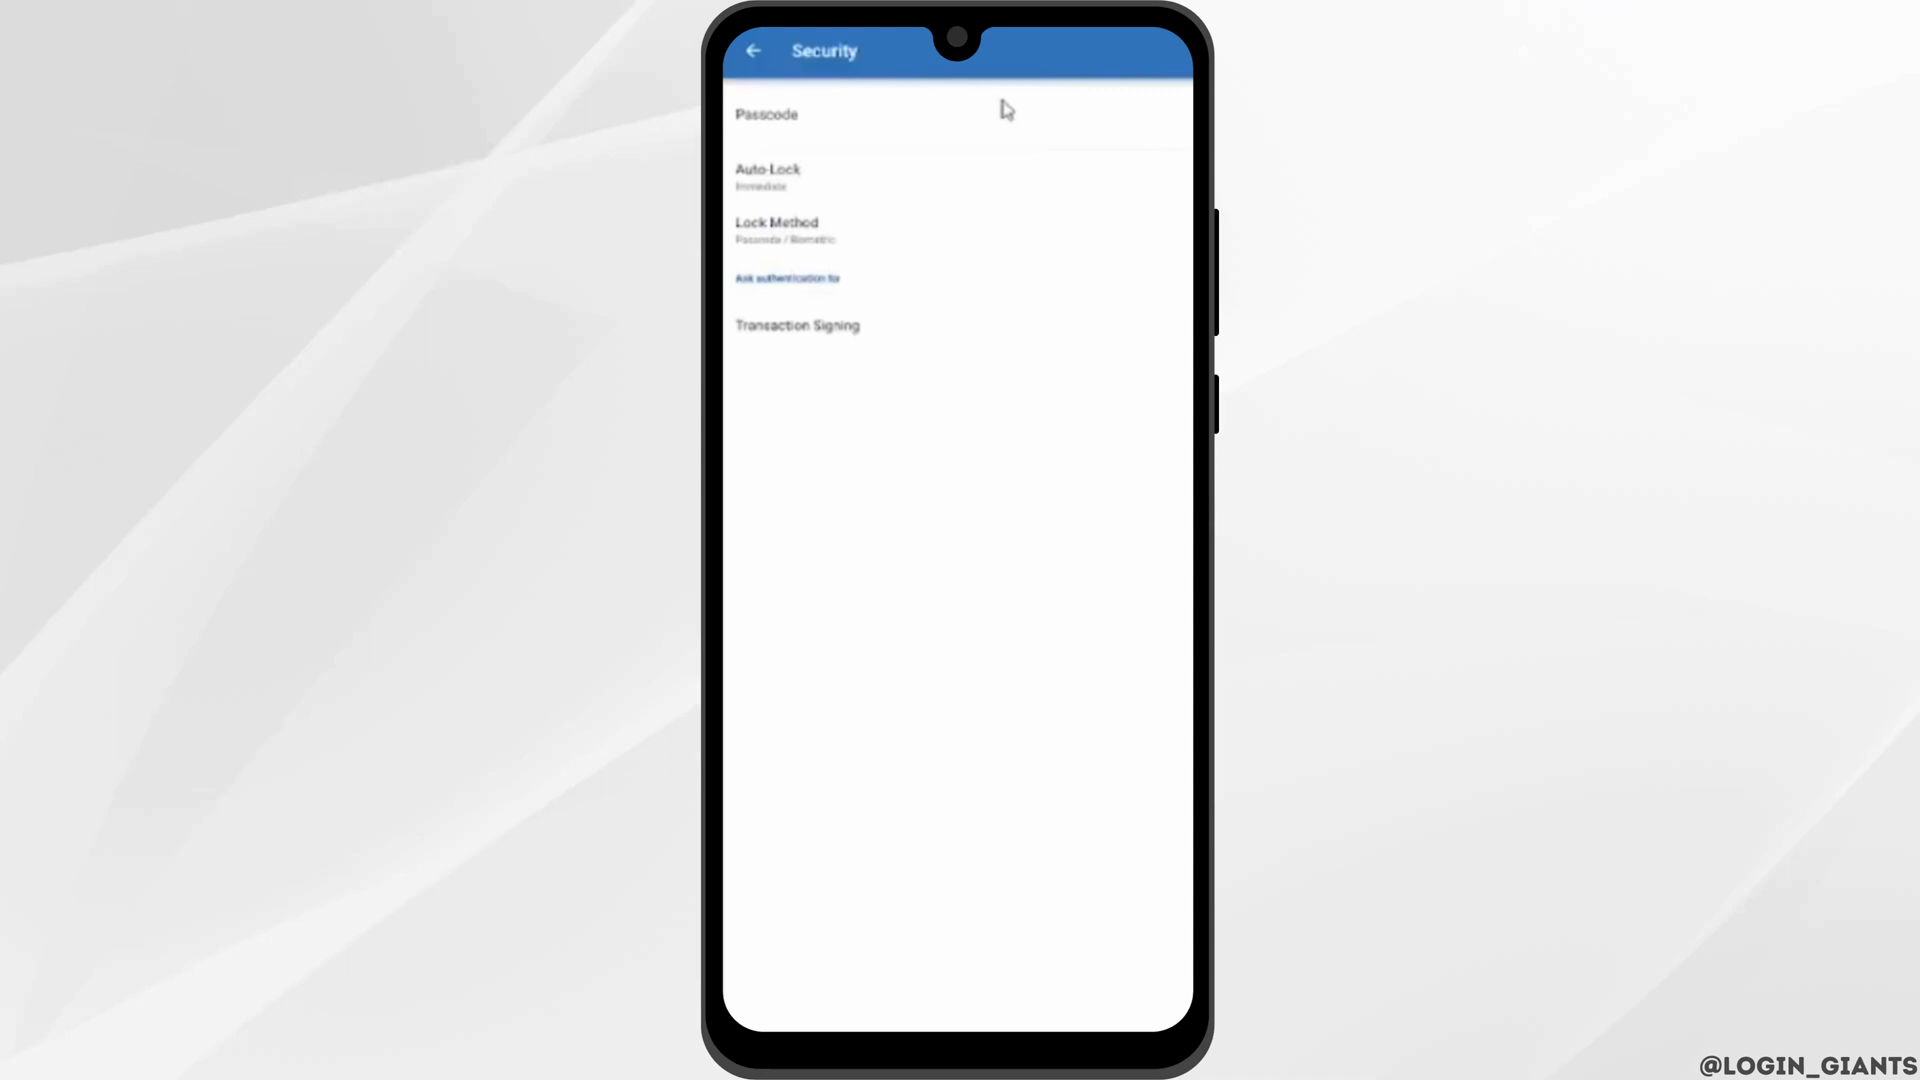 Security
Passcode
Auto-Lock
Immediate
Lock Method
Passcode / Biometric
Ask authentication for
Transaction Signing
@LOGIN_GIANTS